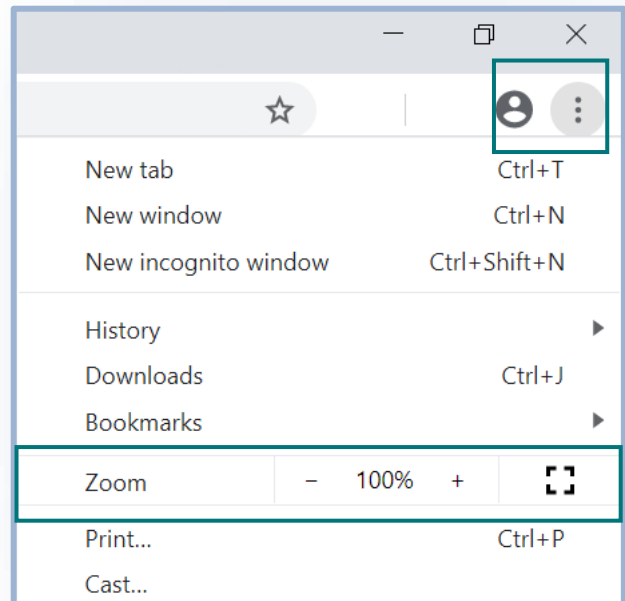 New tab Ctrl+T
New window Ctrl+N
New incognito window Ctrl+Shift+N
History
Downloads Ctrl+J
Bookmarks
Zoom - 100% +
Print... Ctrl+P
Cast...